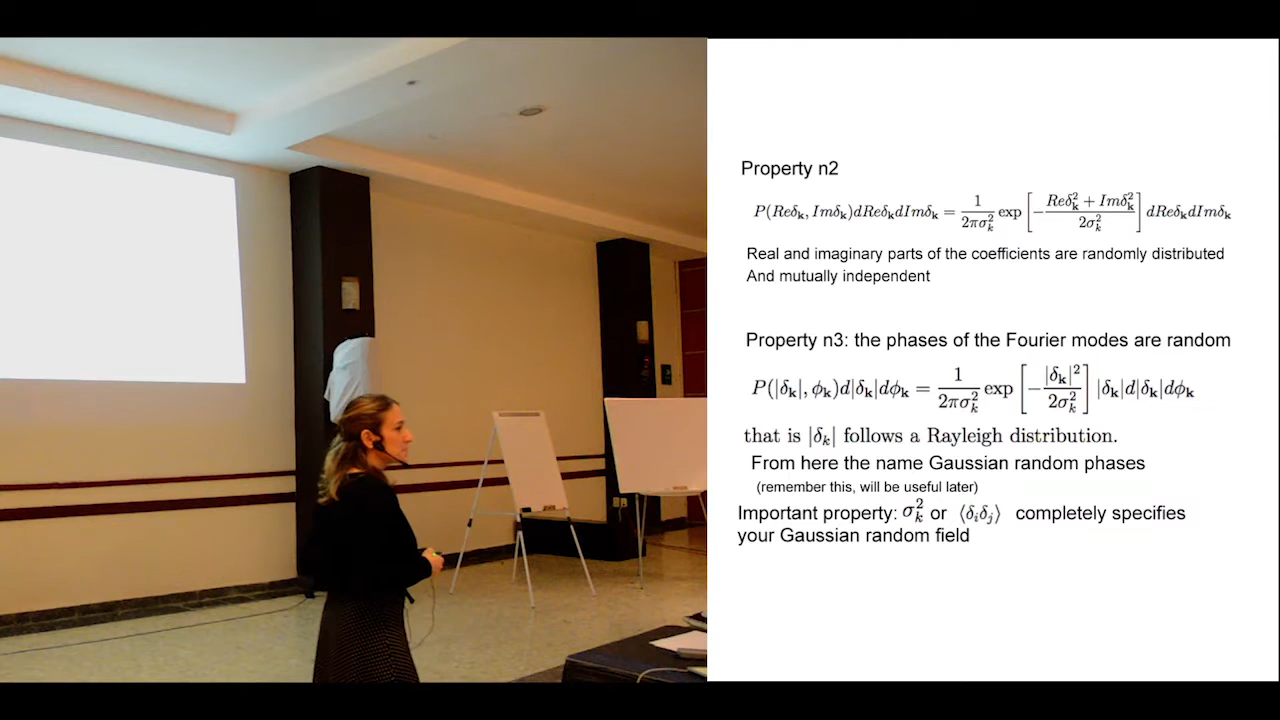 Property n2
P(Reδ_𝐤, Imδ_𝐤)dReδ_𝐤dImδ_𝐤 = 1/(2πσ_k^2) exp [−(Reδ_𝐤^2 + Imδ_𝐤^2)/(2σ_k^2)] dReδ_𝐤dImδ_𝐤
Real and imaginary parts of the coefficients are randomly distributed
And mutually independent
Property n3: the phases of the Fourier modes are random
P(|δ_𝐤|, ϕ_𝐤)d|δ_𝐤|dϕ_𝐤 = 1/(2πσ_k^2) exp [−|δ_𝐤|^2/(2σ_k^2)] |δ_𝐤|d|δ_𝐤|dϕ_𝐤
that is |δ_k| follows a Rayleigh distribution.
From here the name Gaussian random phases
(remember this, will be useful later)
Important property: σ_k^2 or ⟨δ_iδ_j⟩ completely specifies
your Gaussian random field